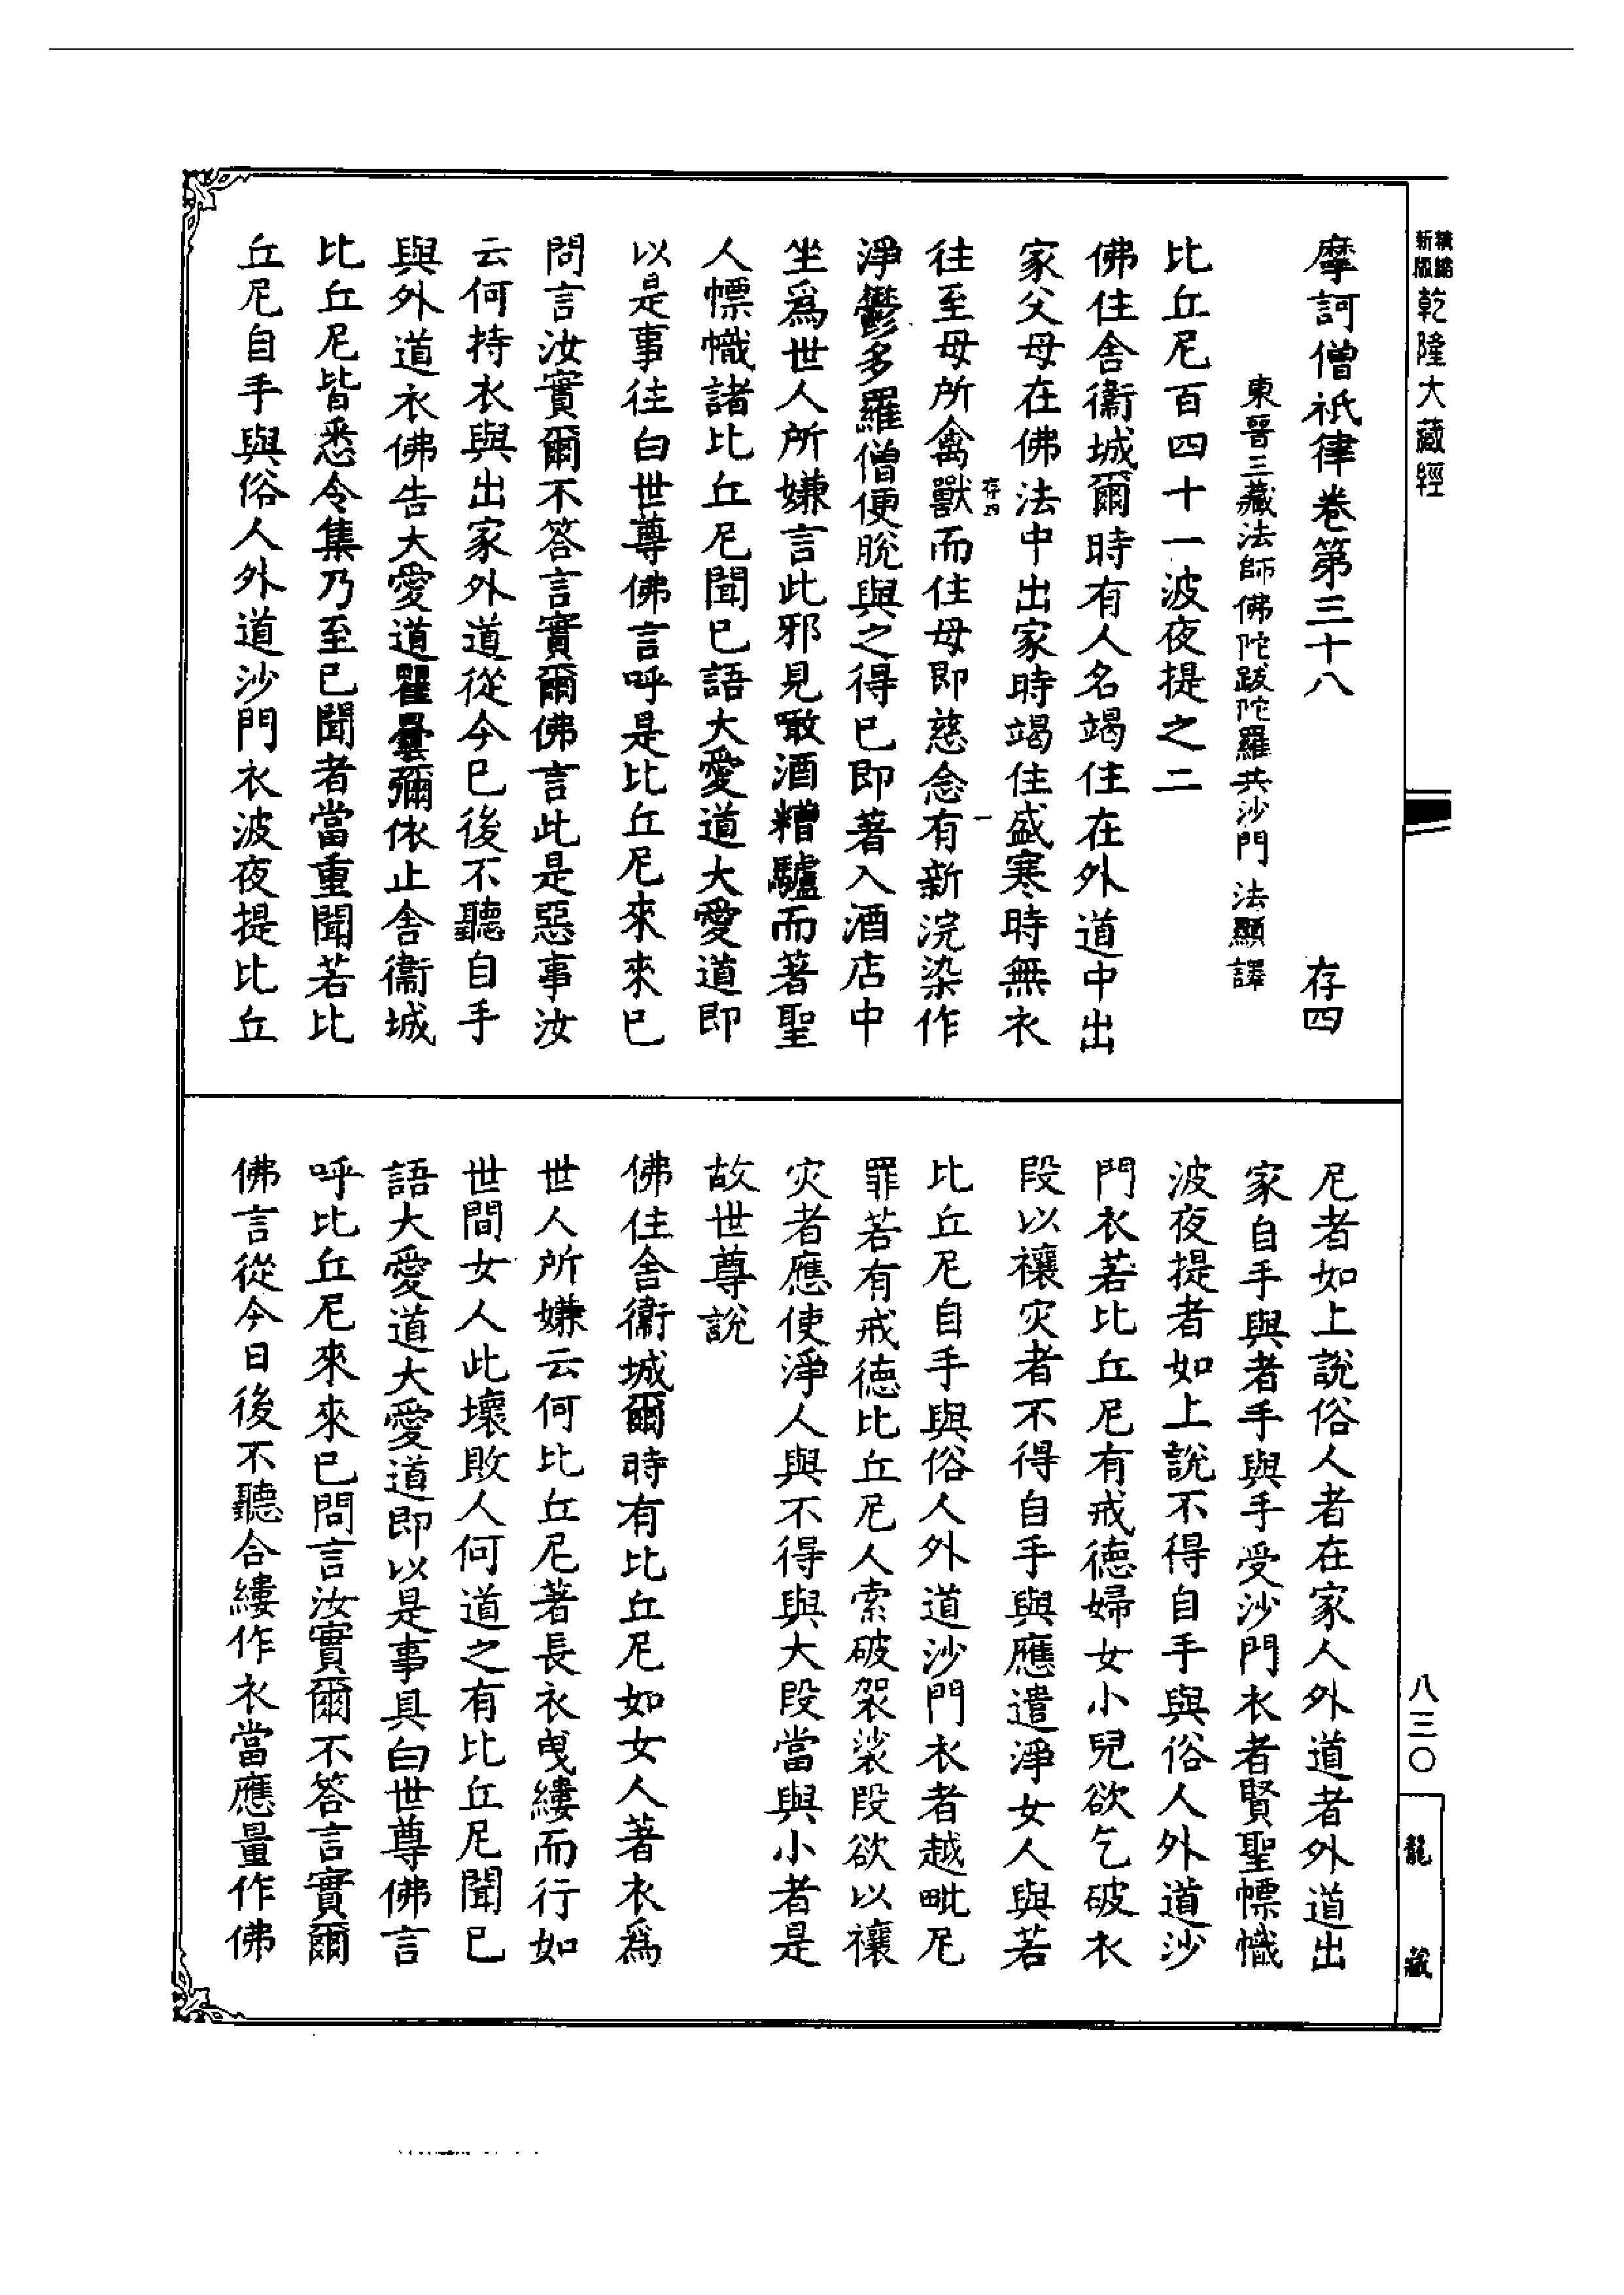 新版精縮乾隆大藏經
摩訶僧祇律卷第三十八 存四
東晉三藏法師佛陀跋陀羅共沙門法顯譯
比丘尼百四十一波夜提之二
佛住舍衞城爾時有人名竭住在外道中出
家父母在佛法中出家時竭住盛寒時無衣
存四 一
往至母所禽獸而住母即慈念有新浣染作
淨鬱多羅僧便脫與之得已即著入酒店中
坐爲世人所嫌言此邪見噉酒糟驢而著聖
人幖幟諸比丘尼聞已語大愛道大愛道即
以是事往白世尊佛言呼是比丘尼來來已
問言汝實爾不答言實爾佛言此是惡事汝
云何持衣與出家外道從今已後不聽自手
與外道衣佛告大愛道瞿曇彌依止舍衞城
比丘尼皆悉令集乃至已聞者當重聞若比
丘尼自手與俗人外道沙門衣波夜提比丘
尼者如上說俗人者在家人外道者外道出
家自手與者手與手受沙門衣者賢聖幖幟
波夜提者如上說不得自手與俗人外道沙
門衣若比丘尼有戒德婦女小兒欲乞破衣
段以禳灾者不得自手與應遣淨女人與若
比丘尼自手與俗人外道沙門衣者越毗尼
罪若有戒德比丘尼人索破袈裟段欲以禳
灾者應使淨人與不得與大段當與小者是
故世尊說
佛住舍衞城爾時有比丘尼如女人著衣爲
世人所嫌云何比丘尼著長衣曳縷而行如
世間女人此壞敗人何道之有比丘尼聞已
語大愛道大愛道即以是事具白世尊佛言
呼比丘尼來來已問言汝實爾不答言實爾
佛言從今日後不聽合縷作衣當應量作佛
八三〇
龍藏